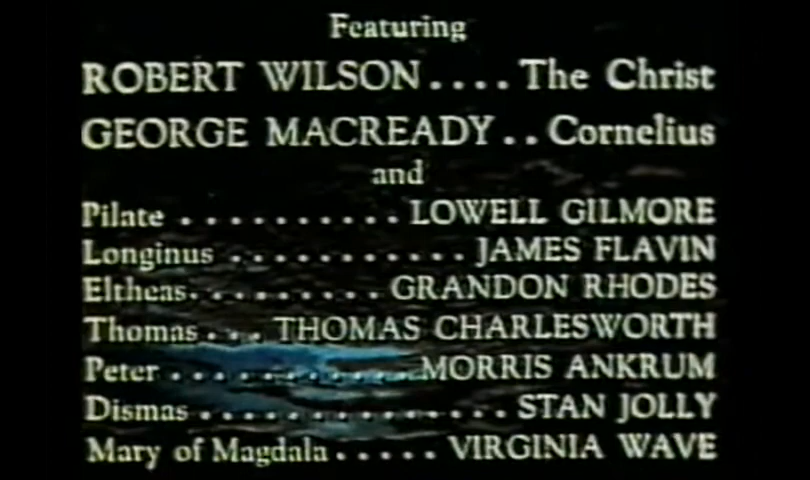 Featuring
ROBERT WILSON.... The Christ
GEORGE MACREADY.. Cornelius
and
Pilate .......... LOWELL GILMORE
Longinus ........... JAMES FLAVIN
Eltheas......... GRANDON RHODES
Thomas... THOMAS CHARLESWORTH
Peter ............MORRIS ANKRUM
Dismas ............... STAN JOLLY
Mary of Magdala ..... VIRGINIA WAVE